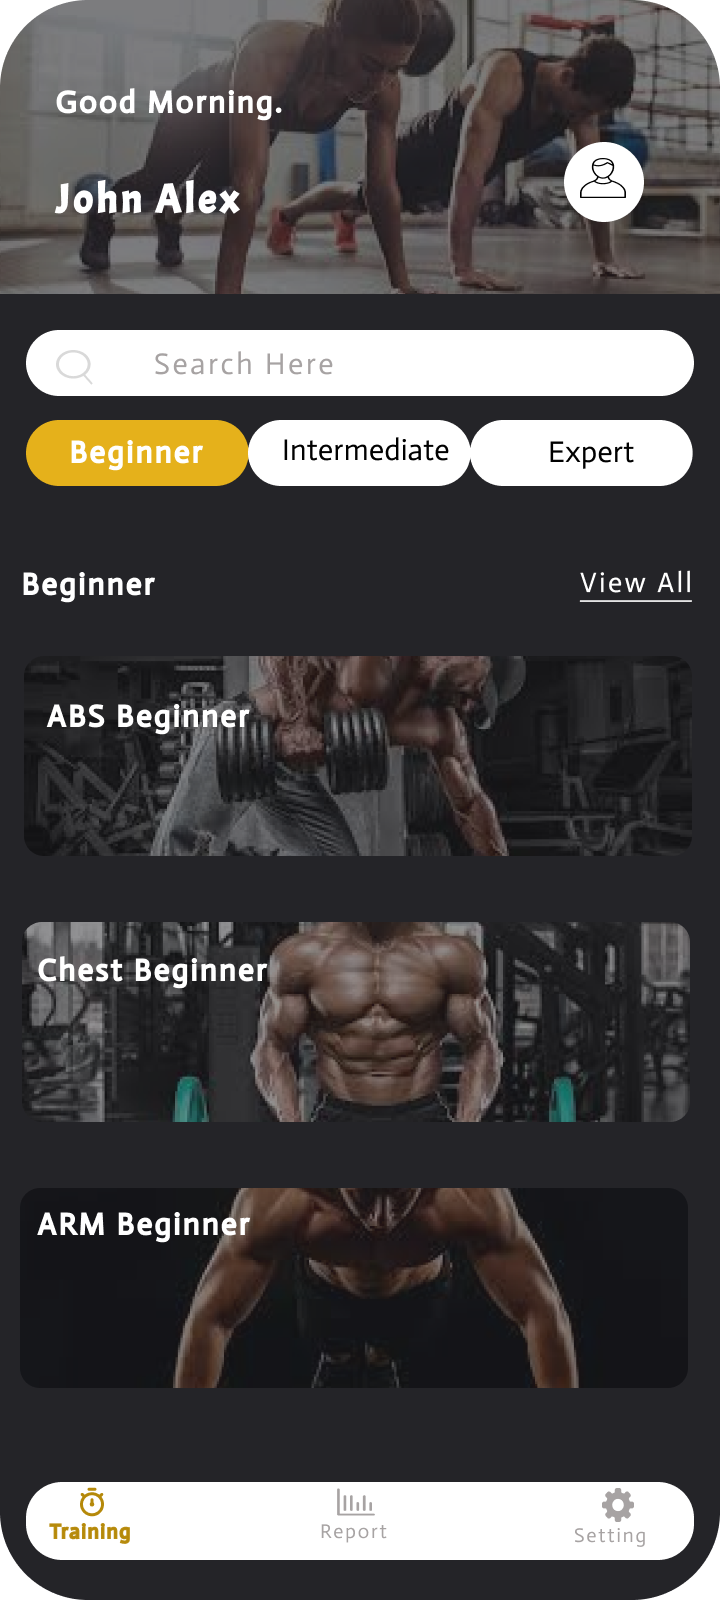 Good Morning.
John Alex
Search Here
Beginner
Intermediate
Expert
Beginner
View All
ABS Beginner
Chest Beginner
ARM Beginner
Training
Report
Setting